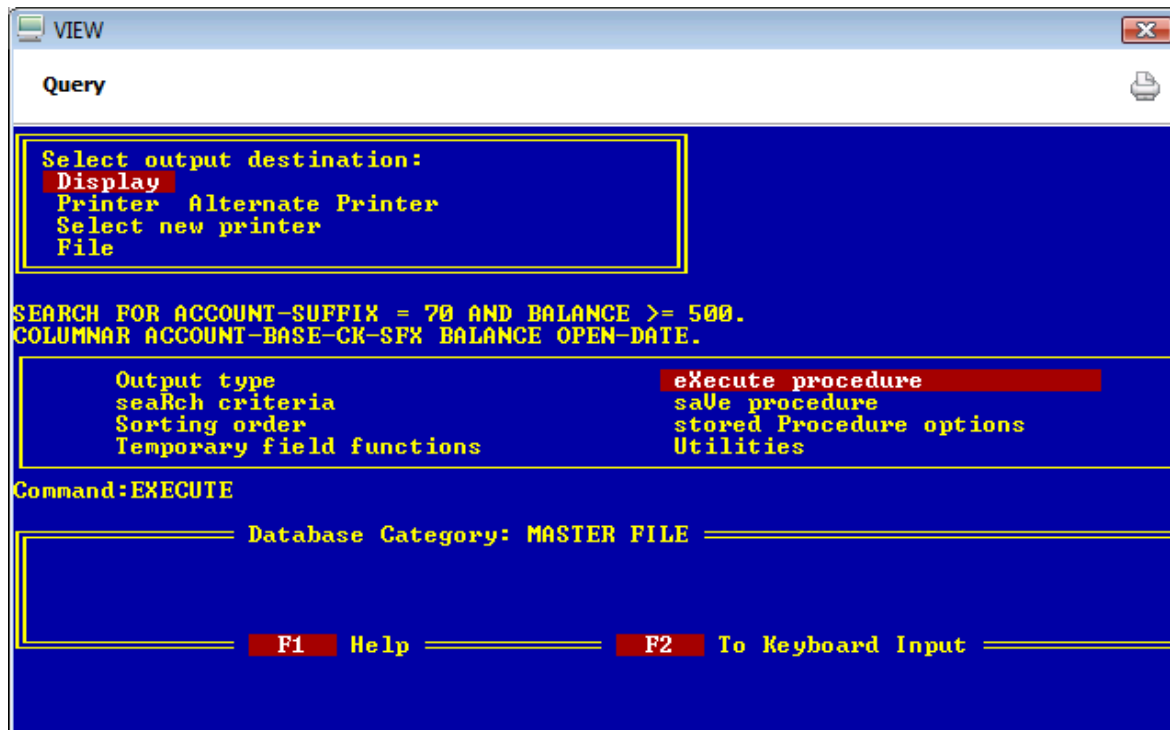 VIEW
Query
Select output destination:
Display
Printer Alternate Printer
Select new printer
File
SEARCH FOR ACCOUNT-SUFFIX = 70 AND BALANCE >= 500.
COLUMNAR ACCOUNT-BASE-CK-SFX BALANCE OPEN-DATE.
Output type eXecute procedure
seaRch criteria saVe procedure
Sorting order stored Procedure options
Temporary field functions Utilities
Command:EXECUTE
Database Category: MASTER FILE
F1 Help F2 To Keyboard Input